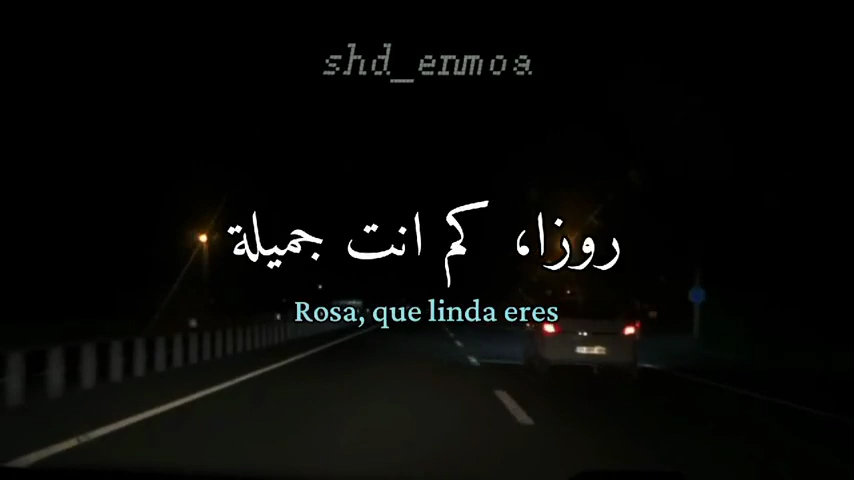 shd_enmoa
روزا، كم انت جميلة
Rosa, que linda eres